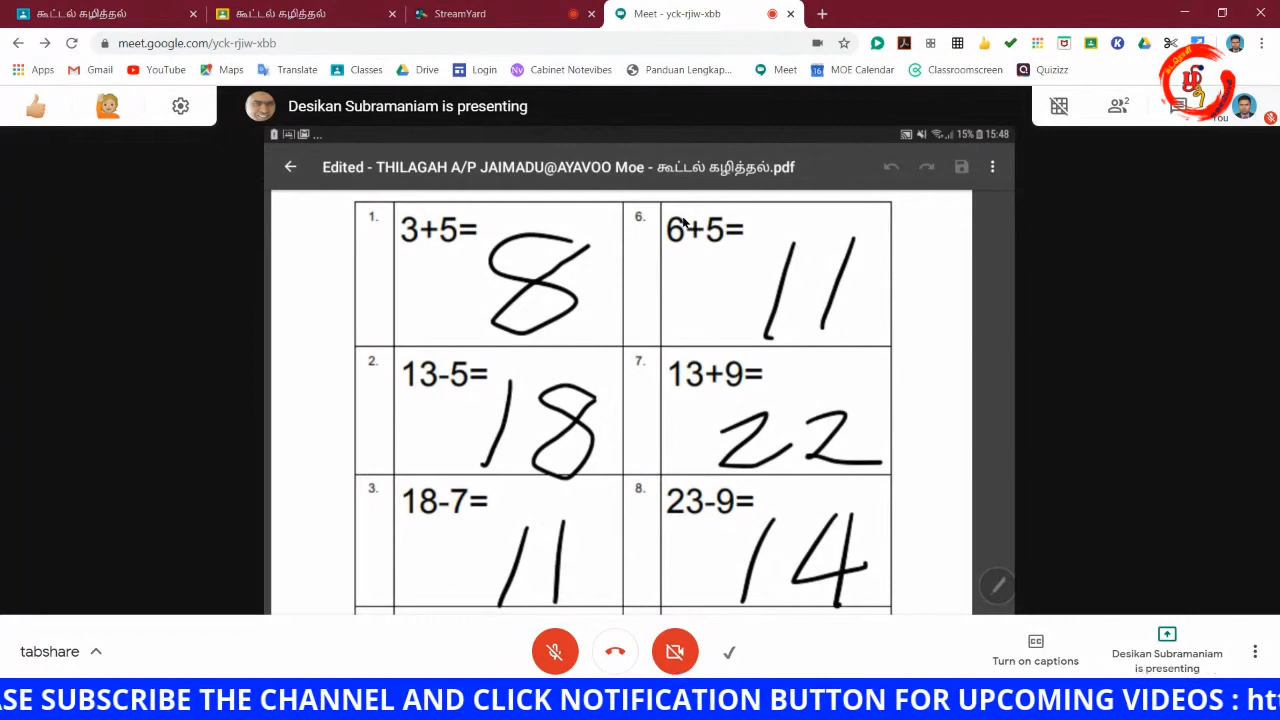 கூட்டல் கழித்தல்
கூட்டல் கழித்தல்
StreamYard
Meet - yck-rjiw-xbb
meet.google.com/yck-rjiw-xbb
Apps
Gmail
YouTube
Maps
Translate
Classes
Drive
Login
Cabinet Notevibes
Panduan Lengkap...
Meet
16
MOE Calendar
Classroomscreen
Quizizz
Desikan Subramaniam is presenting
2
You
15% 15:48
Edited - THILAGAH A/P JAIMADU@AYAVOO Moe - கூட்டல் கழித்தல்.pdf
1. 3+5= 8
6. 6+5= 11
2. 13-5= 18
7. 13+9= 22
3. 18-7= 11
8. 23-9= 14
tabshare
Turn on captions
Desikan Subramaniam
is presenting
ASE SUBSCRIBE THE CHANNEL AND CLICK NOTIFICATION BUTTON FOR UPCOMING VIDEOS : ht